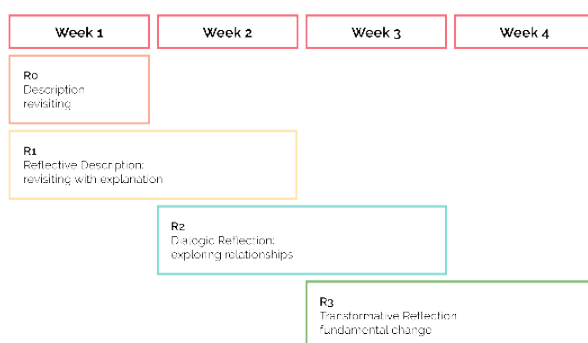 Week 1
Week 2
Week 3
Week 4
R0
Description
revisiting
R1
Reflective Description:
revisiting with explanation
R2
Dialogic Reflection:
exploring relationships
R3
Transformative Reflection
fundamental change